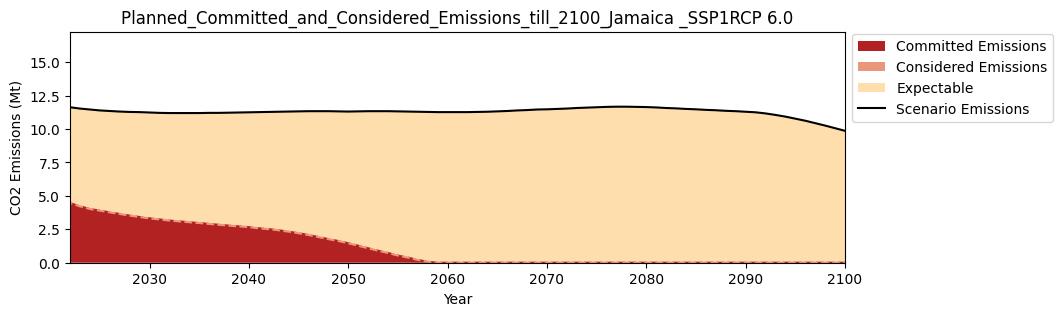 Planned_Committed_and_Considered_Emissions_till_2100_Jamaica _SSP1RCP 6.0
CO2 Emissions (Mt)
15.0
12.5
10.0
7.5
5.0
2.5
0.0
2030 2040 2050 2060 2070 2080 2090 2100
Year
Committed Emissions
Considered Emissions
Expectable
Scenario Emissions